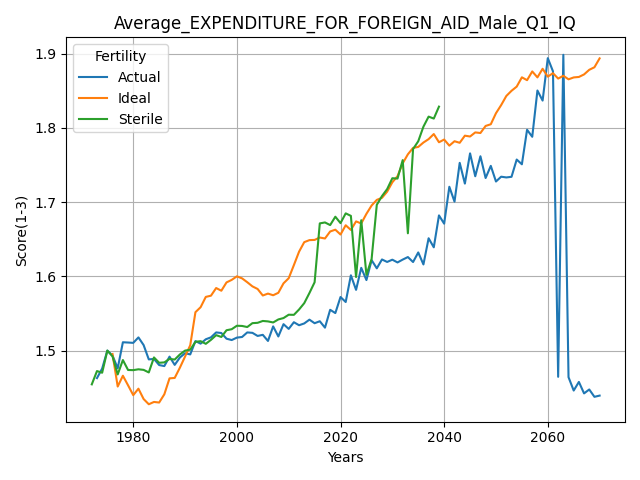 Average_EXPENDITURE_FOR_FOREIGN_AID_Male_Q1_IQ
Fertility
Actual
Ideal
Sterile
Score(1-3)
1.9
1.8
1.7
1.6
1.5
1980 2000 2020 2040 2060
Years